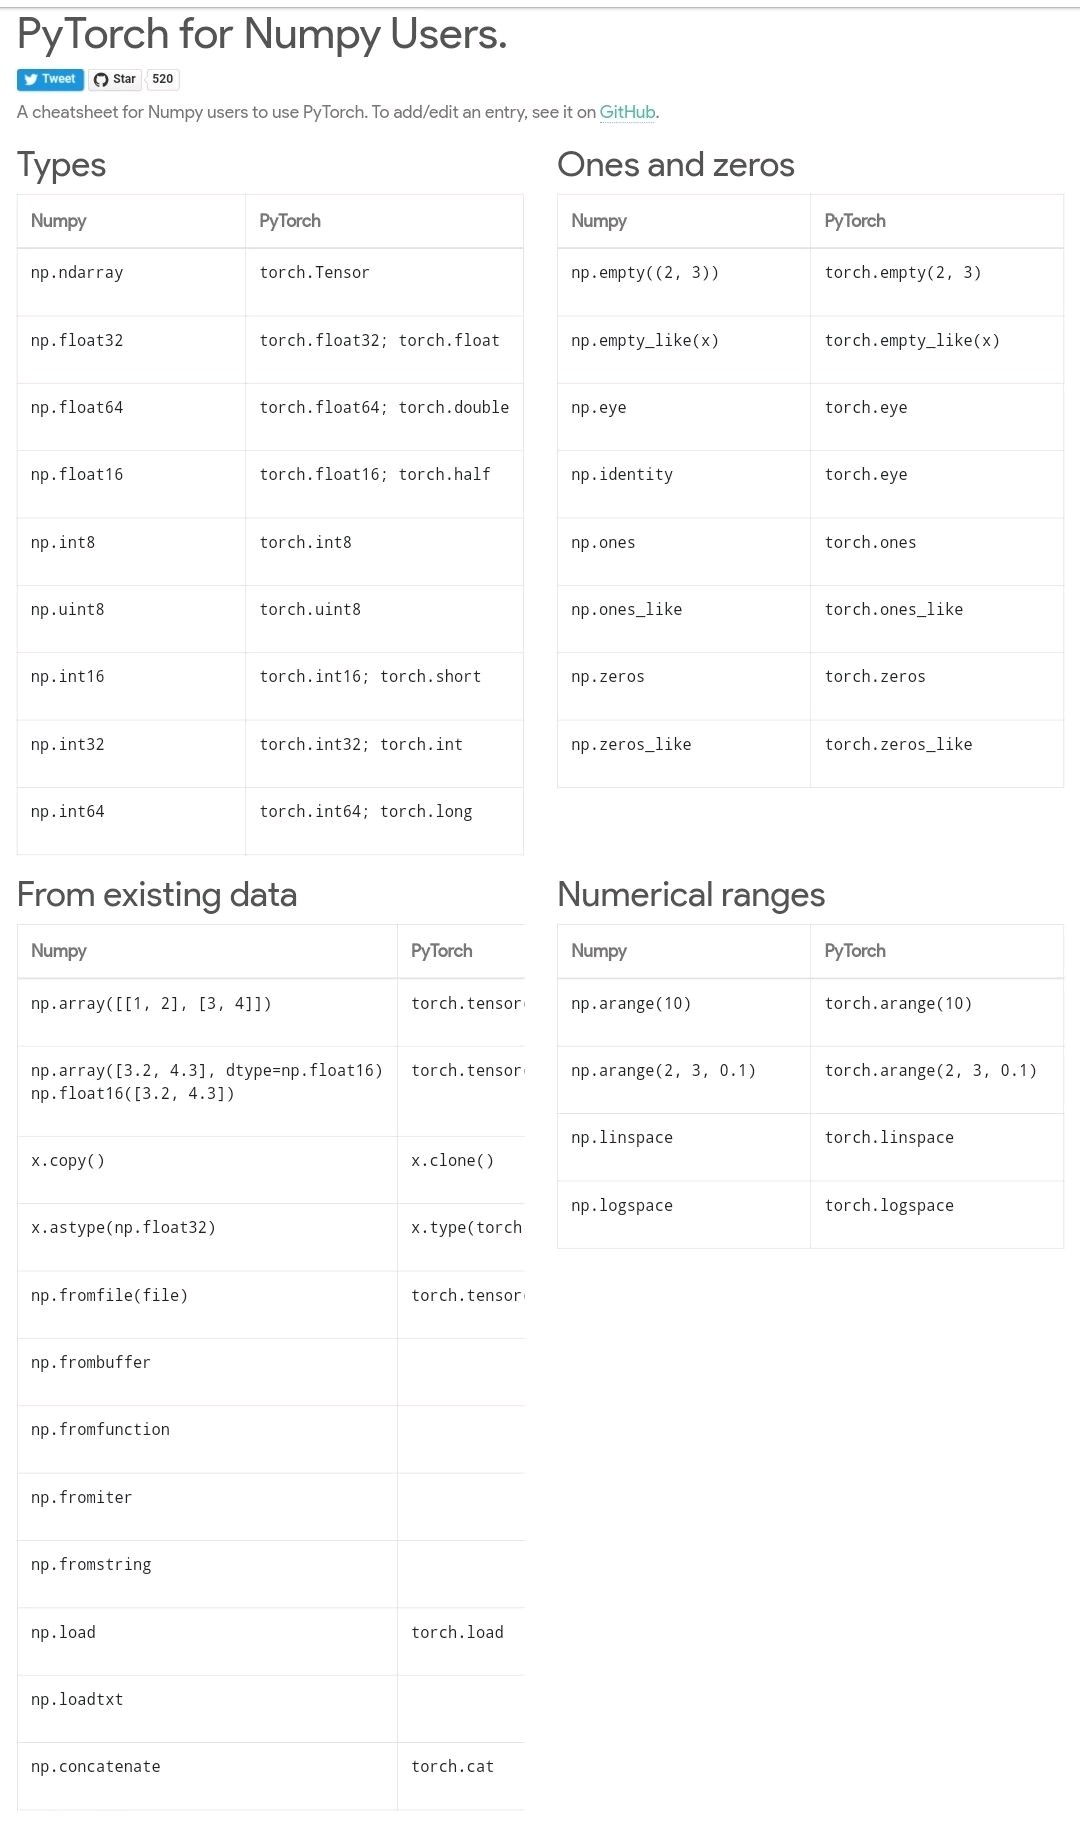 PyTorch for Numpy Users.
Tweet Star 520
A cheatsheet for Numpy users to use PyTorch. To add/edit an entry, see it on GitHub.
Types
Numpy PyTorch
np.ndarray torch.Tensor
np.float32 torch.float32; torch.float
np.float64 torch.float64; torch.double
np.float16 torch.float16; torch.half
np.int8 torch.int8
np.uint8 torch.uint8
np.int16 torch.int16; torch.short
np.int32 torch.int32; torch.int
np.int64 torch.int64; torch.long
Ones and zeros
Numpy PyTorch
np.empty((2, 3)) torch.empty(2, 3)
np.empty_like(x) torch.empty_like(x)
np.eye torch.eye
np.identity torch.eye
np.ones torch.ones
np.ones_like torch.ones_like
np.zeros torch.zeros
np.zeros_like torch.zeros_like
From existing data
Numpy PyTorch
np.array([[1, 2], [3, 4]]) torch.tensor(
np.array([3.2, 4.3], dtype=np.float16) torch.tensor(
np.float16([3.2, 4.3])
x.copy() x.clone()
x.astype(np.float32) x.type(torch
np.fromfile(file) torch.tensor(
np.frombuffer
np.fromfunction
np.fromiter
np.fromstring
np.load torch.load
np.loadtxt
np.concatenate torch.cat
Numerical ranges
Numpy PyTorch
np.arange(10) torch.arange(10)
np.arange(2, 3, 0.1) torch.arange(2, 3, 0.1)
np.linspace torch.linspace
np.logspace torch.logspace